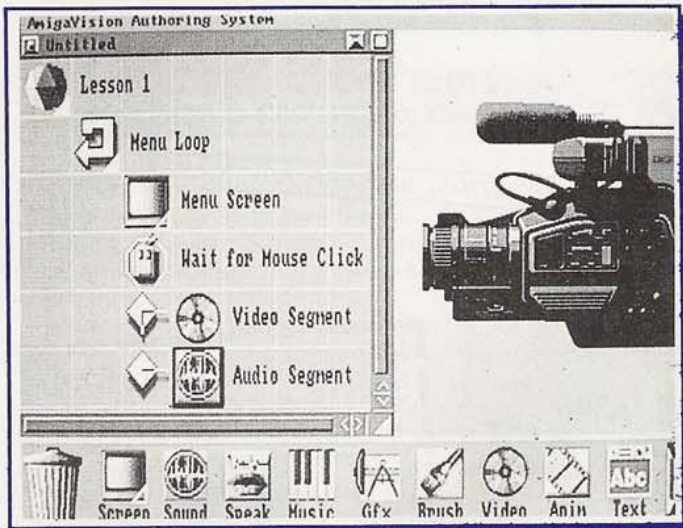 AmigaVision Authoring System
Untitled
Lesson 1
Menu Loop
Menu Screen
Wait for Mouse Click
Video Segment
Audio Segment
Screen Sound Speak Music Gfx Brush Video Anim Text
Abc